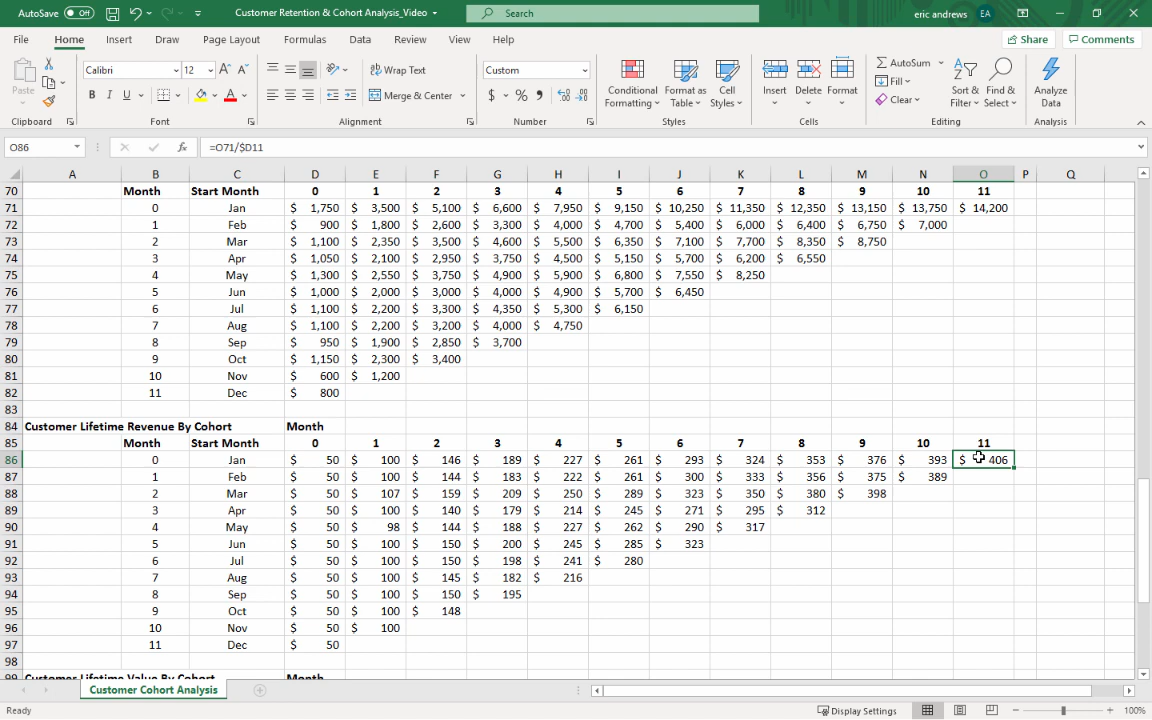 AutoSave Off Customer Retention & Cohort Analysis_Video Search eric andrews EA
File Home Insert Draw Page Layout Formulas Data Review View Help Share Comments
Paste Calibri 12 A A Wrap Text Custom Conditional Formatting Format as Table Cell Styles Insert Delete Format AutoSum Fill Clear Sort & Filter Find & Select Analyze Data
B I U A Merge & Center $ % ,
Clipboard Font Alignment Number Styles Cells Editing Analysis
O86 fx =O71/$D11
A B C D E F G H I J K L M N O P Q
70 Month Start Month 0 1 2 3 4 5 6 7 8 9 10 11
71 0 Jan $ 1,750 $ 3,500 $ 5,100 $ 6,600 $ 7,950 $ 9,150 $ 10,250 $ 11,350 $ 12,350 $ 13,150 $ 13,750 $ 14,200
72 1 Feb $ 900 $ 1,800 $ 2,600 $ 3,300 $ 4,000 $ 4,700 $ 5,400 $ 6,000 $ 6,400 $ 6,750 $ 7,000
73 2 Mar $ 1,100 $ 2,350 $ 3,500 $ 4,600 $ 5,500 $ 6,350 $ 7,100 $ 7,700 $ 8,350 $ 8,750
74 3 Apr $ 1,050 $ 2,100 $ 2,950 $ 3,750 $ 4,500 $ 5,150 $ 5,700 $ 6,200 $ 6,550
75 4 May $ 1,300 $ 2,550 $ 3,750 $ 4,900 $ 5,900 $ 6,800 $ 7,550 $ 8,250
76 5 Jun $ 1,000 $ 2,000 $ 3,000 $ 4,000 $ 4,900 $ 5,700 $ 6,450
77 6 Jul $ 1,100 $ 2,200 $ 3,300 $ 4,350 $ 5,300 $ 6,150
78 7 Aug $ 1,100 $ 2,200 $ 3,200 $ 4,000 $ 4,750
79 8 Sep $ 950 $ 1,900 $ 2,850 $ 3,700
80 9 Oct $ 1,150 $ 2,300 $ 3,400
81 10 Nov $ 600 $ 1,200
82 11 Dec $ 800
83
84 Customer Lifetime Revenue By Cohort Month
85 Month Start Month 0 1 2 3 4 5 6 7 8 9 10 11
86 0 Jan $ 50 $ 100 $ 146 $ 189 $ 227 $ 261 $ 293 $ 324 $ 353 $ 376 $ 393 $ 406
87 1 Feb $ 50 $ 100 $ 144 $ 183 $ 222 $ 261 $ 300 $ 333 $ 356 $ 375 $ 389
88 2 Mar $ 50 $ 107 $ 159 $ 209 $ 250 $ 289 $ 323 $ 350 $ 380 $ 398
89 3 Apr $ 50 $ 100 $ 140 $ 179 $ 214 $ 245 $ 271 $ 295 $ 312
90 4 May $ 50 $ 98 $ 144 $ 188 $ 227 $ 262 $ 290 $ 317
91 5 Jun $ 50 $ 100 $ 150 $ 200 $ 245 $ 285 $ 323
92 6 Jul $ 50 $ 100 $ 150 $ 198 $ 241 $ 280
93 7 Aug $ 50 $ 100 $ 145 $ 182 $ 216
94 8 Sep $ 50 $ 100 $ 150 $ 195
95 9 Oct $ 50 $ 100 $ 148
96 10 Nov $ 50 $ 100
97 11 Dec $ 50
98
99 Customer Lifetime Value By Cohort Month
Customer Cohort Analysis
Ready Display Settings 100%